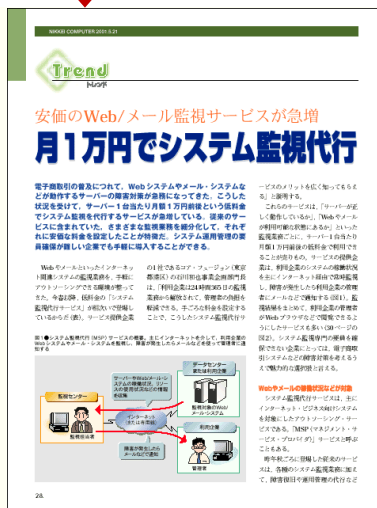 NIKKEI COMPUTER 2001.5.21
Trend
トレンド
安価のWeb/メール監視サービスが急増
月1万円でシステム監視代行
電子商取引の普及につれて、Webシステムやメール・システムな
どが動作するサーバーの障害対策が急務になってきた。こうした
状況を受けて、サーバー1台当たり月額1万円前後という低料金
でシステム監視を代行するサービスが急増している。従来のサー
ビスに含まれていた、さまざまな監視業務を細分化して、それぞ
れに安価な料金を設定したことが特徴だ。システム運用管理の要
員確保が難しい企業でも手軽に導入することができる。
Webやメールといったインターネッ
ト関連システムの監視業務を、手軽に
アウトソーシングできる環境が整って
きた。今春以降、低料金の「システム
監視代行サービス」が相次いで登場し
ているからだ(表)。サービス提供企業
の1社であるコア・フュージョン(東京
都港区)の石川和也事業企画部門長
は、「利用企業は24時間365日の監視
業務から解放されて、管理者の負担を
軽減できる。手ごろな料金を設定する
ことで、こうしたシステム監視代行サ
ービスのメリットを広く知ってもらえ
る」と説明する。
これらのサービスは、「サーバーが正
しく動作しているか」、「Webやメール
が利用可能な状態にあるか」といった
監視業務ごとに、サーバー1台当たり
月額1万円前後の低料金で利用でき
ることが売りもの。サービスの提供企
業は、利用企業のシステムの稼働状況
を主にインターネット経由で常時監視
し、障害が発生したら利用企業の管理
者にメールなどで通知する(図1)。監
視結果をまとめて、利用企業の管理者
がWebブラウザなどで閲覧できるよ
うにしたサービスも多い(30ページの
図2)。システム監視専門の要員を確
保できない企業にとっては、電子商取
引システムなどの障害対策を考えるう
えで魅力的な選択肢と言える。
Webやメールの稼働状況などが対象
システム監視代行サービスは、主に
インターネット・ビジネス向けシステム
を対象にしたアウトソーシング・サー
ビスである。「MSP(マネジメント・サ
ービス・プロバイダ)」サービスと呼ぶ
こともある。
昨年秋ごろに登場した従来のサービ
スは、各種のシステム監視業務に加え
て、障害復旧や運用管理の代行など
図1●システム監視代行(MSP)サービスの概要。主にインターネットを介して、利用企業の
Webシステムやメール・システムを監視し、障害が発生したらメールなどを使って管理者に通
知する
監視センター
監視担当者
サーバーやWeb/メール・シ
ステムの稼働状況、リソー
スの使用状況などの情報
を収集
インターネット
(または専用線)
障害が発生したら
メールなどで通知
データセンター
または利用企業
監視対象のWeb/
メール・システム
利用企業
管理者
28